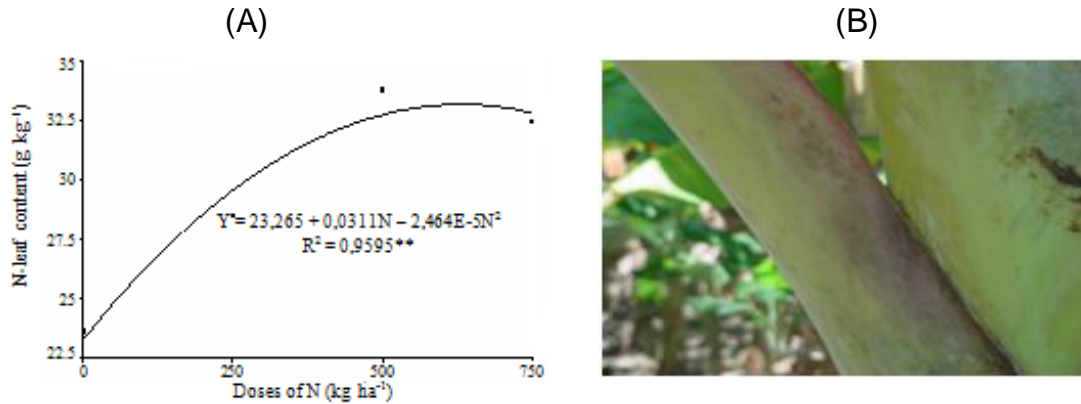 (A)
(B)
35
32.5
30
27.5
25
22.5
N-leaf content (g kg⁻¹)
Yˆ= 23,265 + 0,0311N – 2,464E-5N²
R² = 0,9595**
0
250
500
750
Doses of N (kg ha⁻¹)